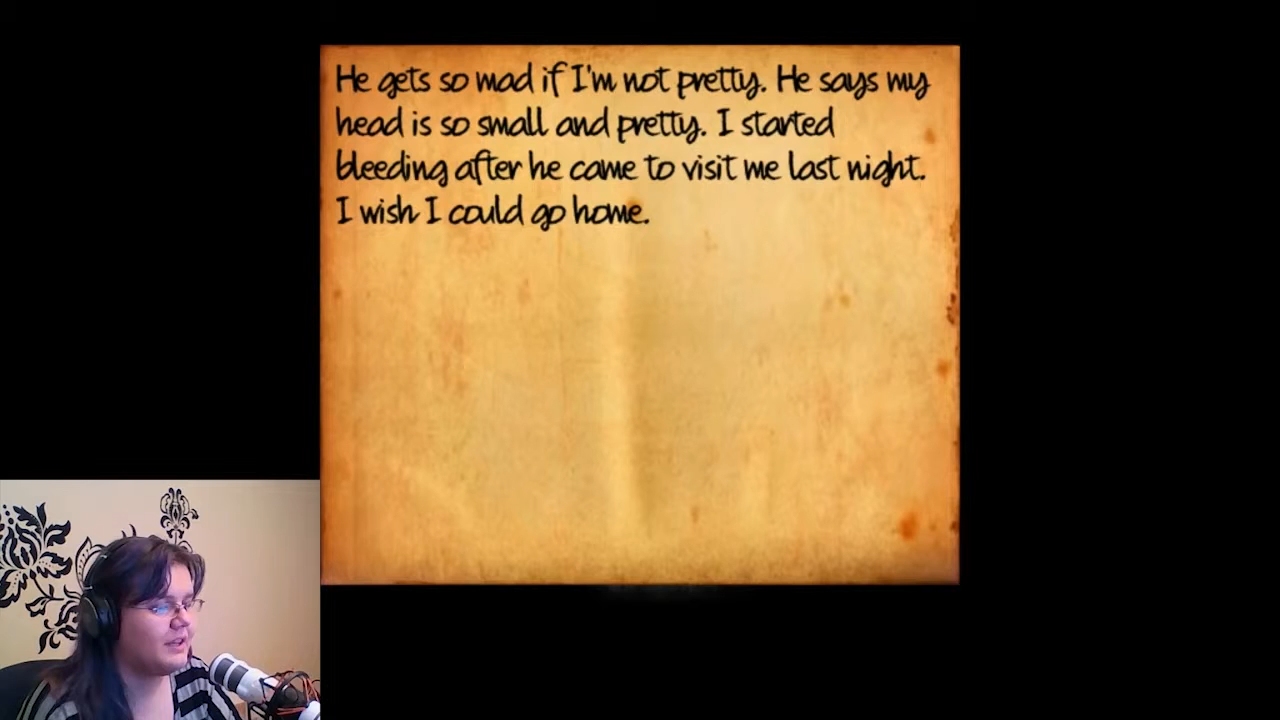 He gets so mad if I'm not pretty. He says my
head is so small and pretty. I started
bleeding after he came to visit me last night.
I wish I could go home.